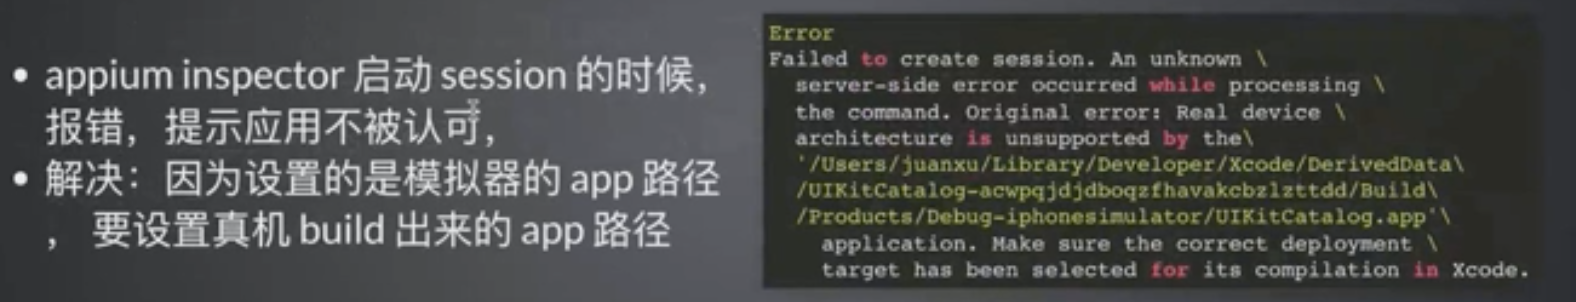 • appium inspector 启动 session 的时候,
报错，提示应用不被认可，
• 解决：因为设置的是模拟器的 app 路径
， 要设置真机 build 出来的 app 路径
Error
Failed to create session. An unknown \
server-side error occurred while processing \
the command. Original error: Real device \
architecture is unsupported by the\
'/Users/juanxu/Library/Developer/Xcode/DerivedData\
/UIKitCatalog-acwpqjdjdboqzfhavakcbzlzttdd/Build\
/Products/Debug-iphonesimulator/UIKitCatalog.app'\
application. Make sure the correct deployment \
target has been selected for its compilation in Xcode.